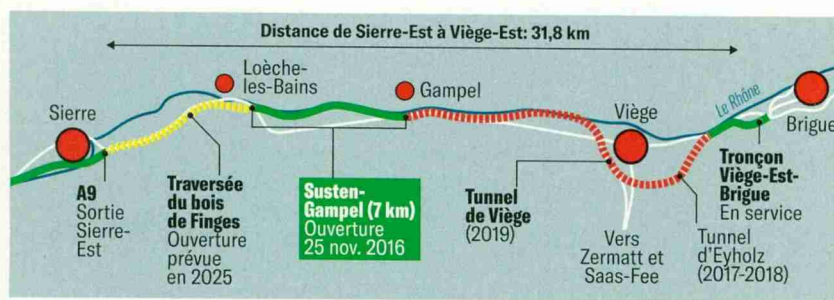 Distance de Sierre-Est à Viège-Est: 31,8 km
Sierre
Loèche-
les-Bains
Gampel
Viège
Le Rhône
Brigue
A9
Sortie
Sierre-
Est
Traversée
du bois
de Finges
Ouverture
prévue
en 2025
Susten-
Gampel (7 km)
Ouverture
25 nov. 2016
Tunnel
de Viège
(2019)
Vers
Zermatt et
Saas-Fee
Tronçon
Viège-Est-
Brigue
En service
Tunnel
d'Eyholz
(2017-2018)